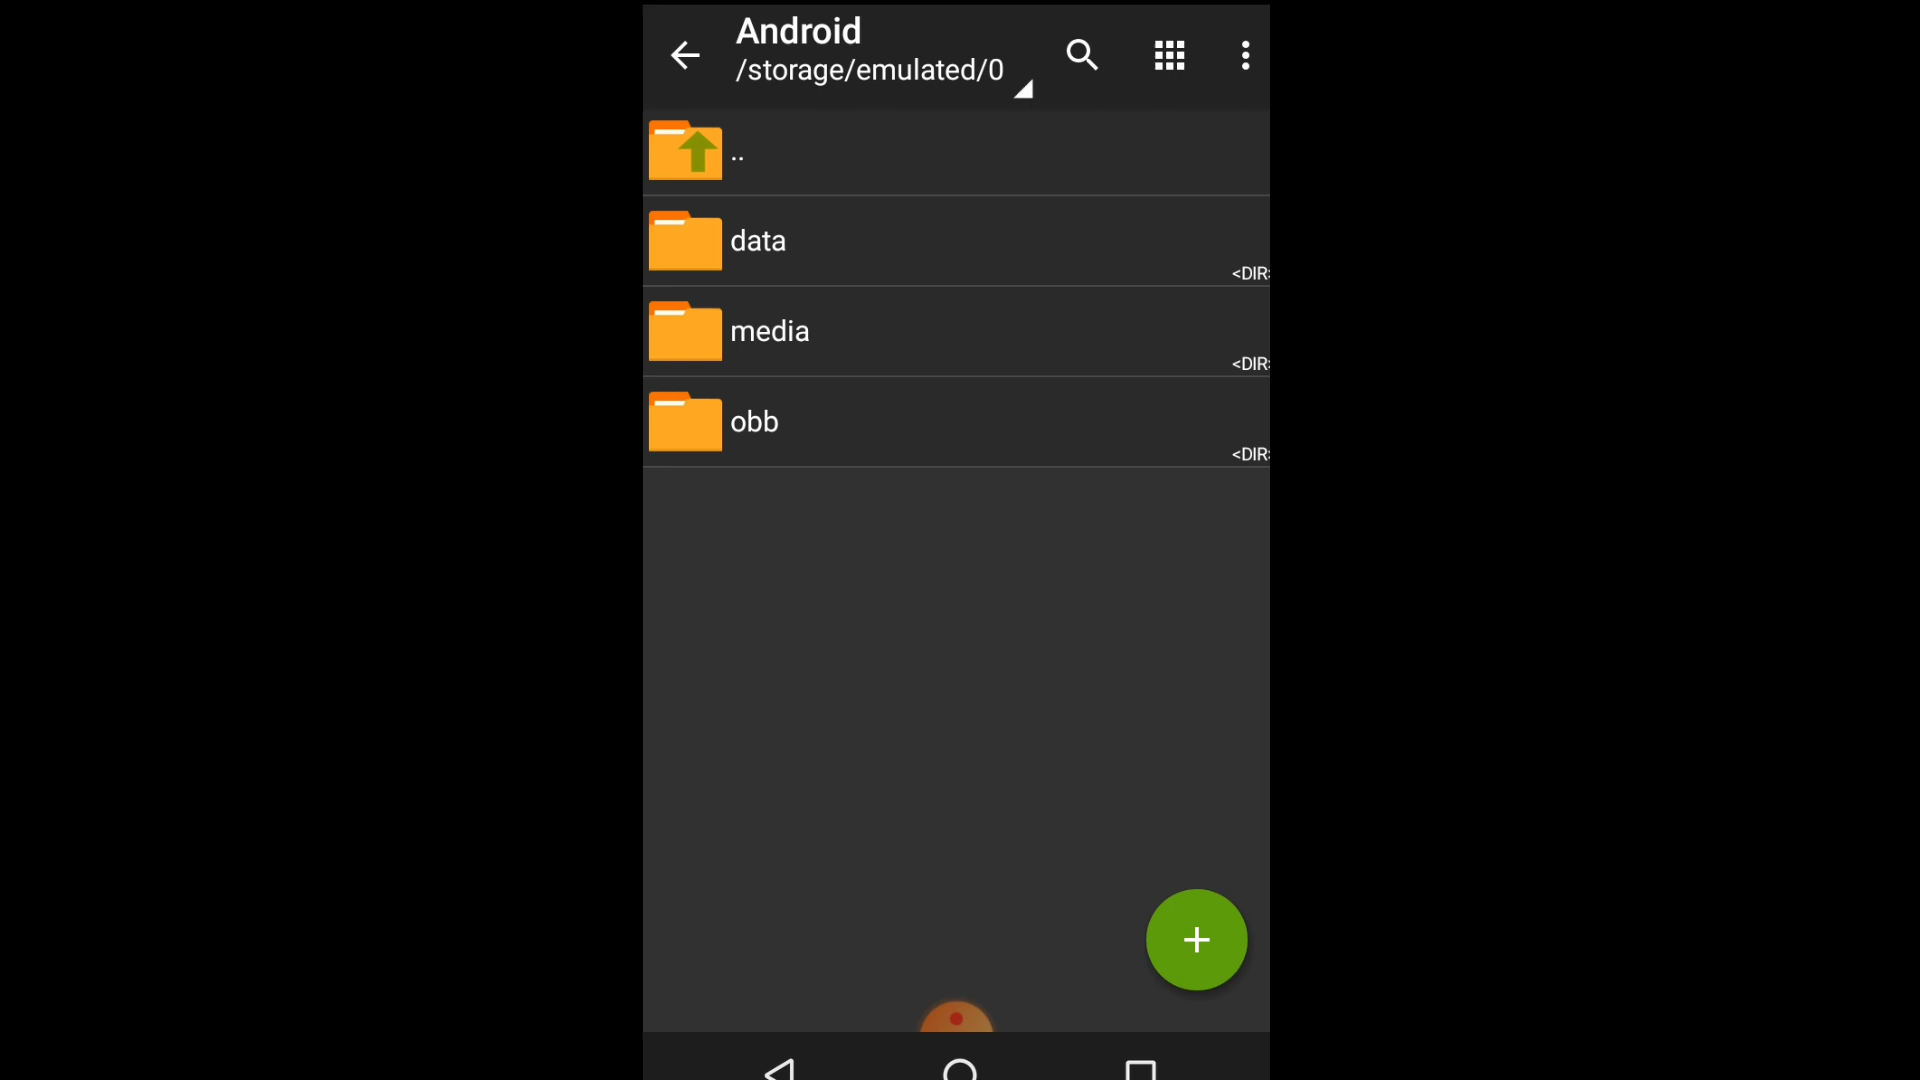 Android
/storage/emulated/0
..
data
<DIR>
media
<DIR>
obb
<DIR>